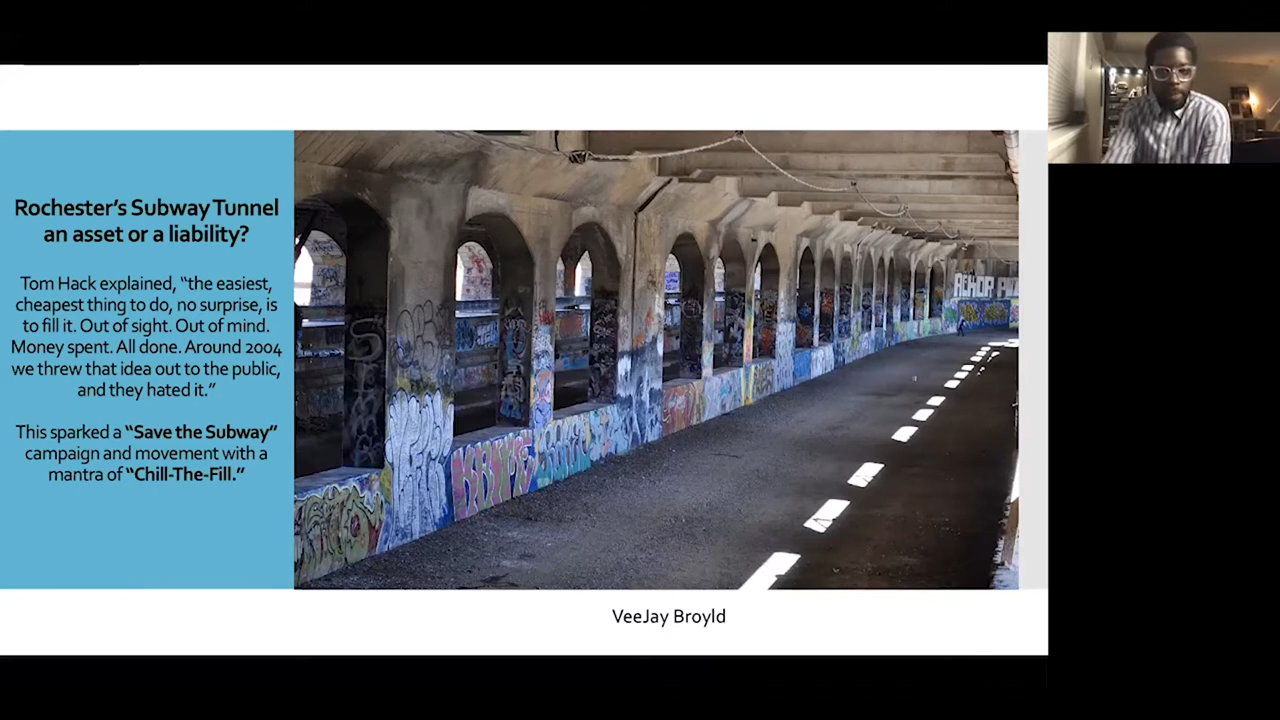 Rochester's Subway Tunnel
an asset or a liability?
Tom Hack explained, "the easiest,
cheapest thing to do, no surprise, is
to fill it. Out of sight. Out of mind.
Money spent. All done. Around 2004
we threw that idea out to the public,
and they hated it."
This sparked a "Save the Subway"
campaign and movement with a
mantra of "Chill-The-Fill."
VeeJay Broyld